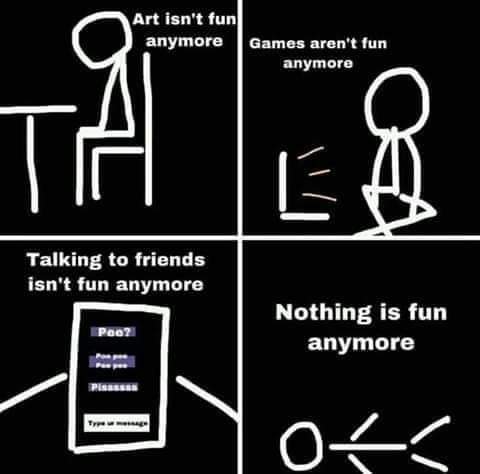 Art isn't fun
anymore
Games aren't fun
anymore
Talking to friends
isn't fun anymore
Pee?
Pee pee
Pee pee
Pissssss
Type ur message
Nothing is fun
anymore